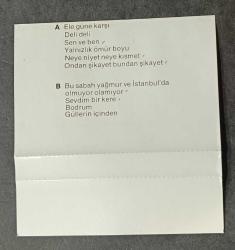 A Ele güne karşı
Deli deli
Sen ve ben
Yalnızlık ömür boyu
Neye niyet neye kısmet
Ondan şikayet bundan şikayet
B Bu sabah yağmur ve İstanbul'da
olmuyor olamıyor
Sevdim bir kere
Bodrum
Güllerin içinden